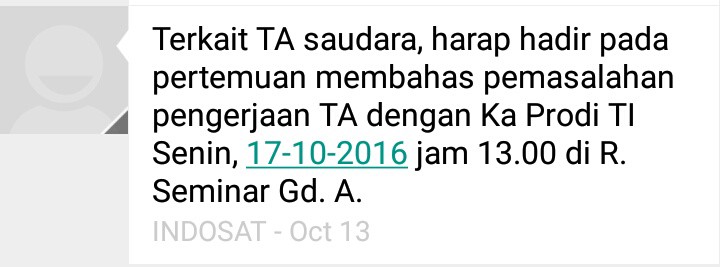 Terkait TA saudara, harap hadir pada
pertemuan membahas pemasalahan
pengerjaan TA dengan Ka Prodi TI
Senin, 17-10-2016 jam 13.00 di R.
Seminar Gd. A.
INDOSAT - Oct 13